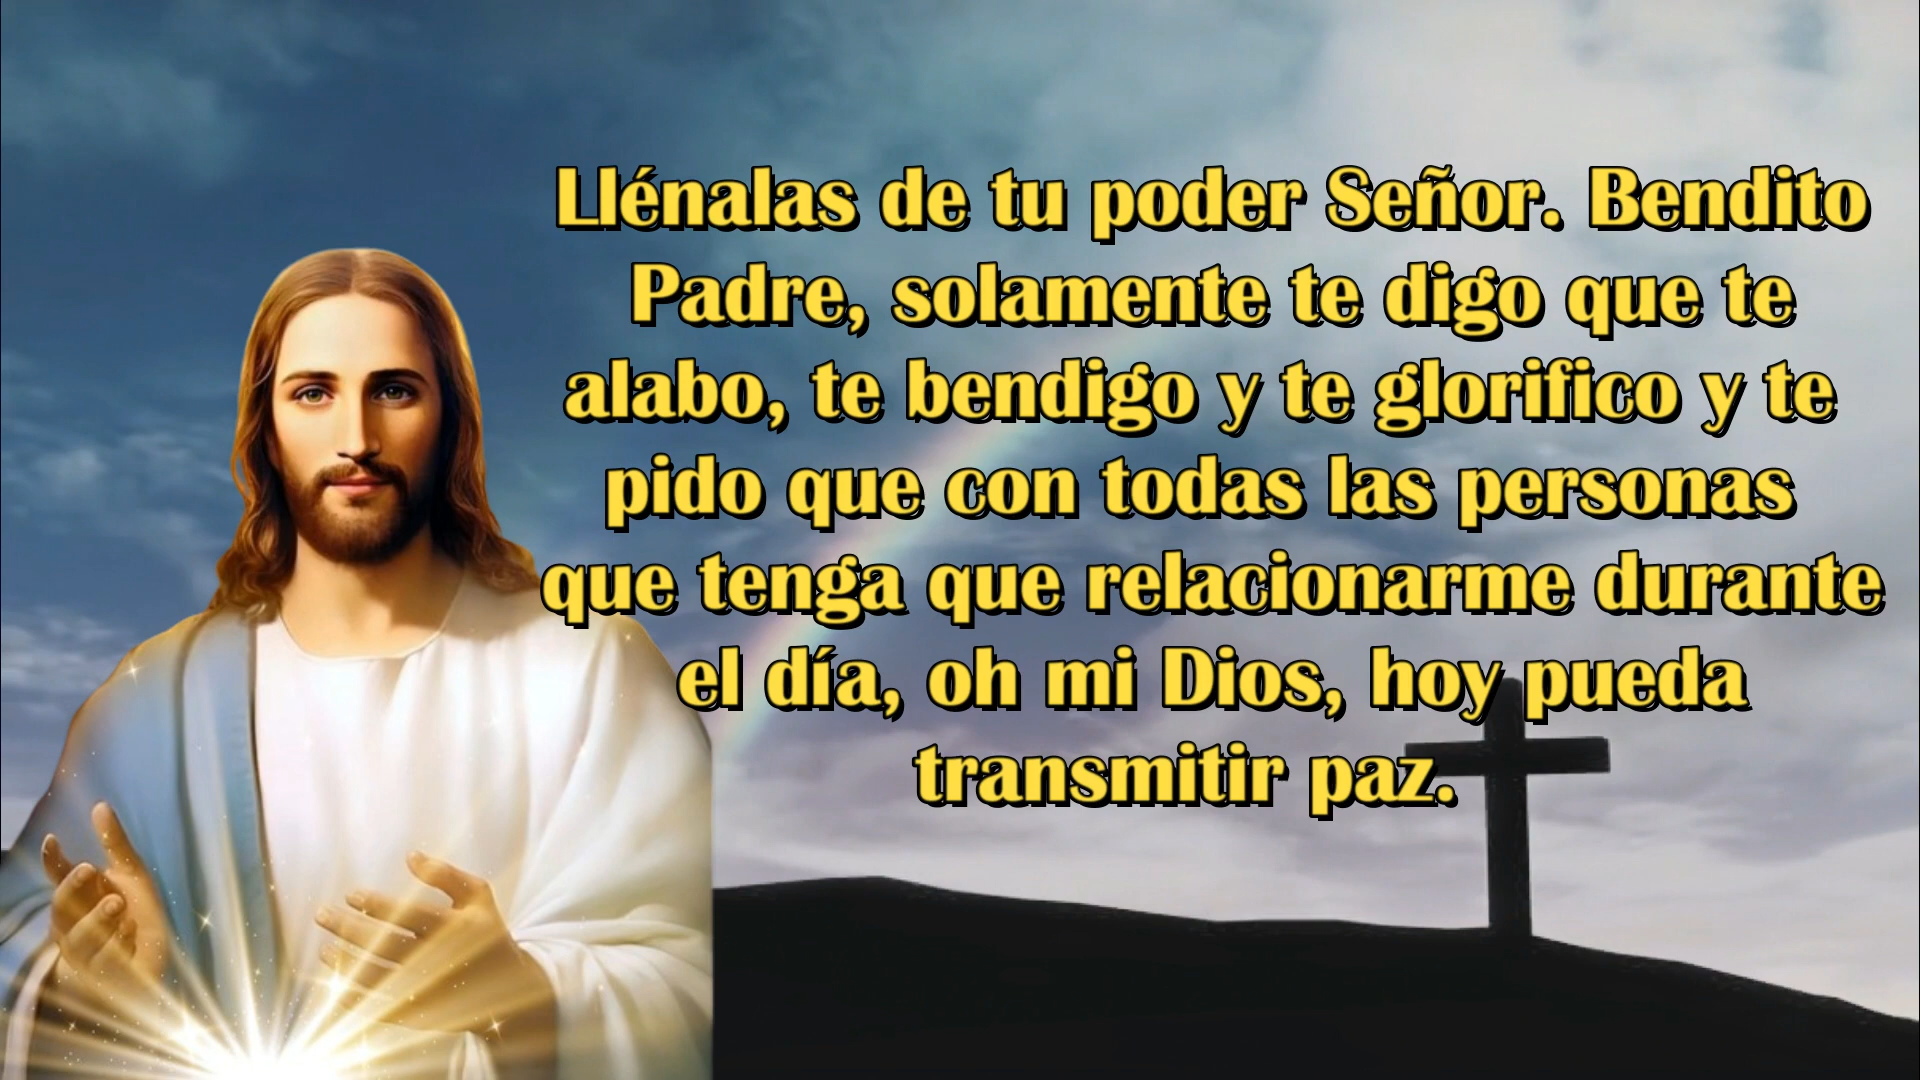 Llénalas de tu poder Señor. Bendito
Padre, solamente te digo que te
alabo, te bendigo y te glorifico y te
pido que con todas las personas
que tenga que relacionarme durante
el día, oh mi Dios, hoy pueda
transmitir paz.